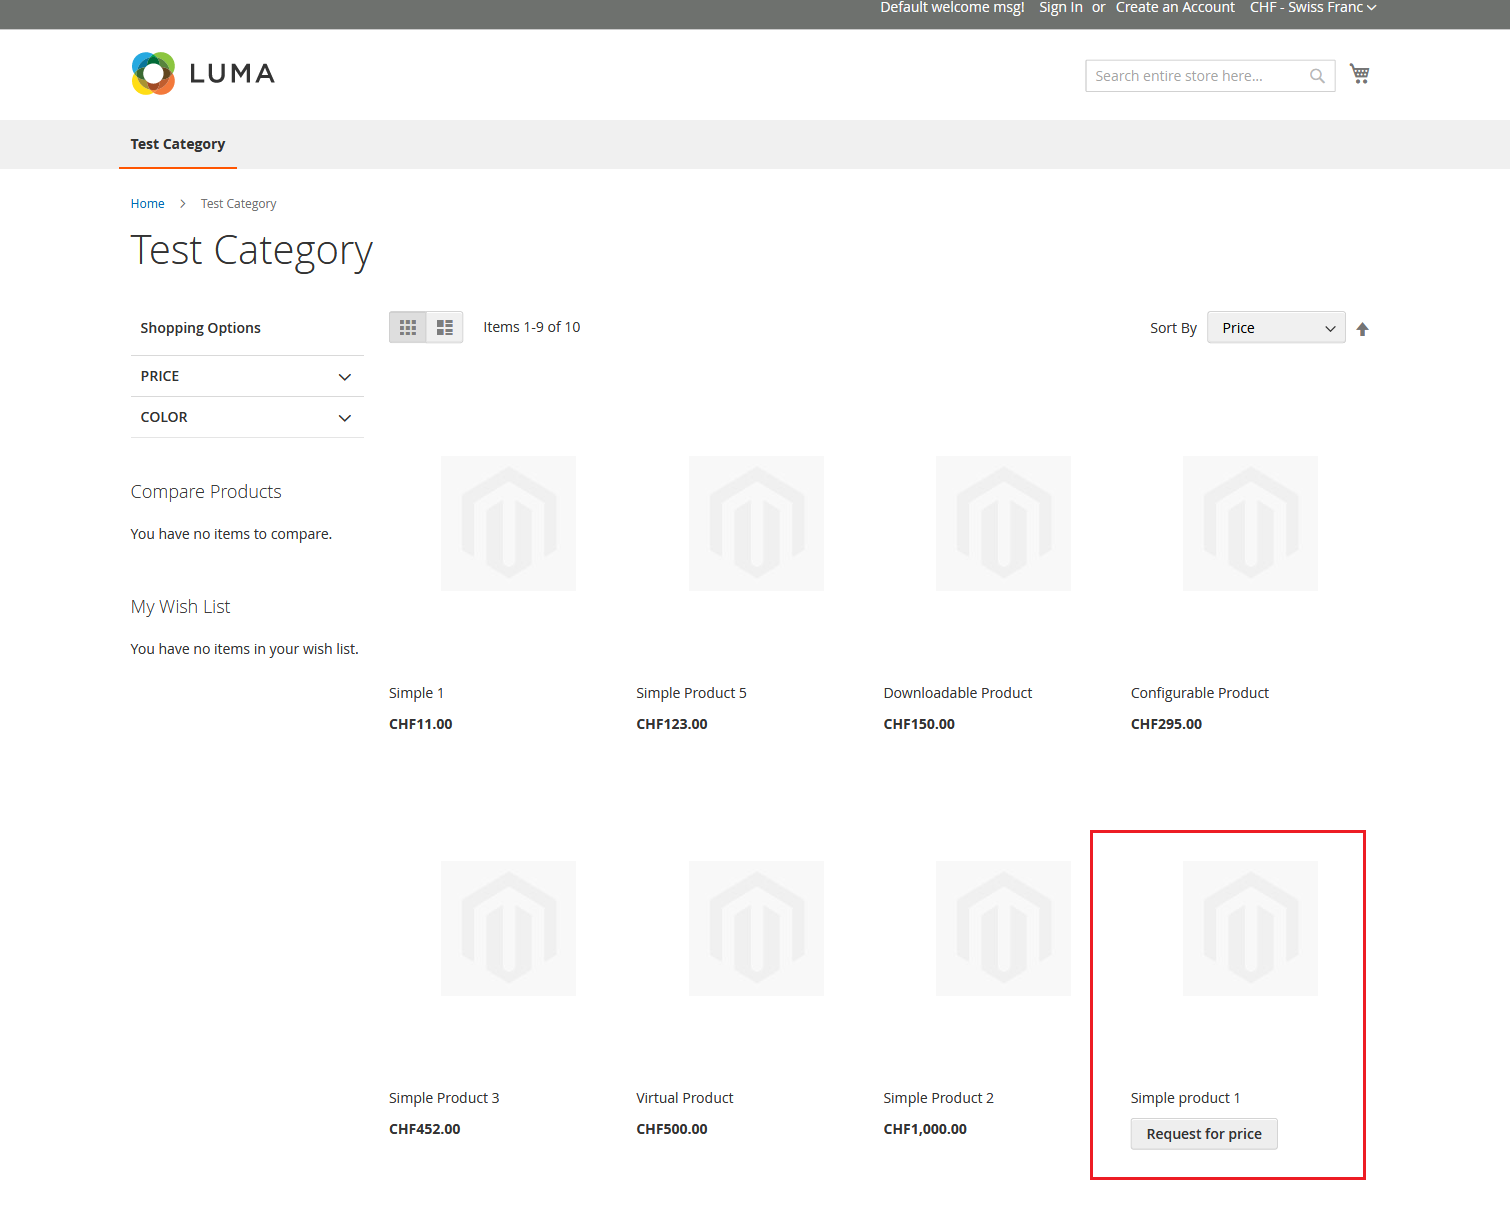 Default welcome msg! Sign In or Create an Account CHF - Swiss Franc
LUMA
Search entire store here...
Test Category
Home > Test Category
Test Category
Shopping Options
Items 1-9 of 10
Sort By Price
PRICE
COLOR
Compare Products
You have no items to compare.
My Wish List
You have no items in your wish list.
Simple 1 Simple Product 5 Downloadable Product Configurable Product
CHF11.00 CHF123.00 CHF150.00 CHF295.00
Simple Product 3 Virtual Product Simple Product 2 Simple product 1
CHF452.00 CHF500.00 CHF1,000.00 Request for price